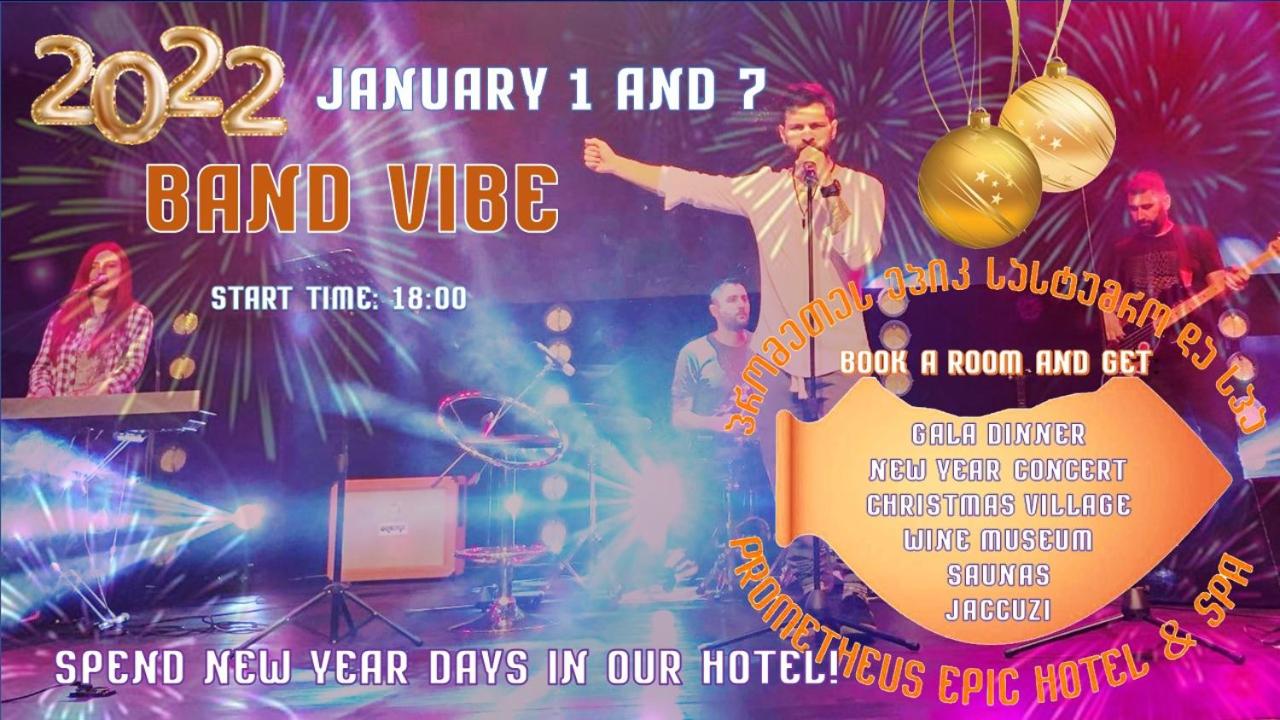 2022
JANUARY 1 AND 7
BAND VIBE
START TIME: 18:00
პრომეთეს ეპიკ სასტუმრო და სპა
BOOK A ROOM AND GET
GALA DINNER
NEW YEAR CONCERT
CHRISTMAS VILLAGE
WINE MUSEUM
SAUNAS
JACCUZI
PROMETHEUS EPIC HOTEL & SPA
SPEND NEW YEAR DAYS IN OUR HOTEL!